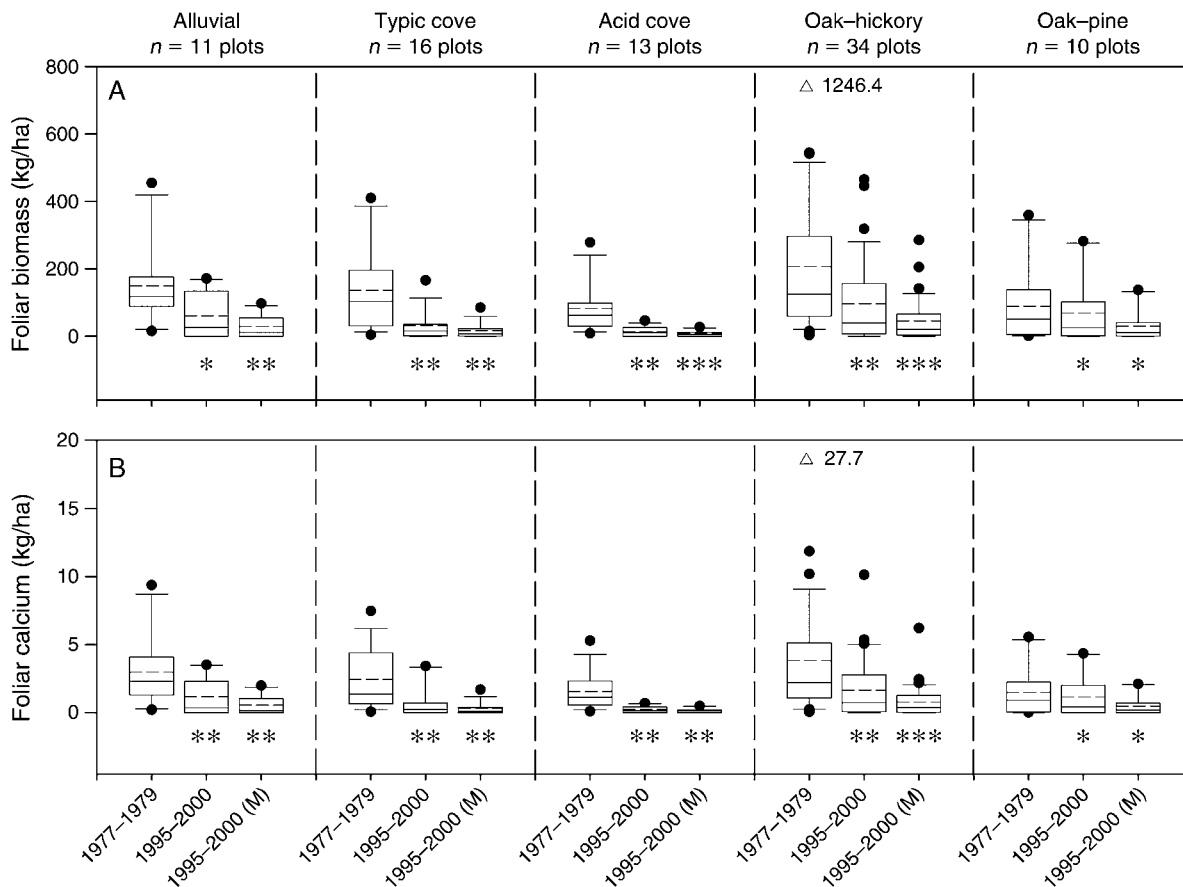 Alluvial Typic cove Acid cove Oak–hickory Oak–pine
n = 11 plots n = 16 plots n = 13 plots n = 34 plots n = 10 plots
A
Foliar biomass (kg/ha)
800
600
400
200
0
△ 1246.4
* ** ** ** ** *** ** *** * *
B
Foliar calcium (kg/ha)
20
15
10
5
0
△ 27.7
** ** ** ** ** ** ** *** * *
1977–1979 1995–2000 1995–2000 (M) 1977–1979 1995–2000 1995–2000 (M) 1977–1979 1995–2000 1995–2000 (M) 1977–1979 1995–2000 1995–2000 (M) 1977–1979 1995–2000 1995–2000 (M)